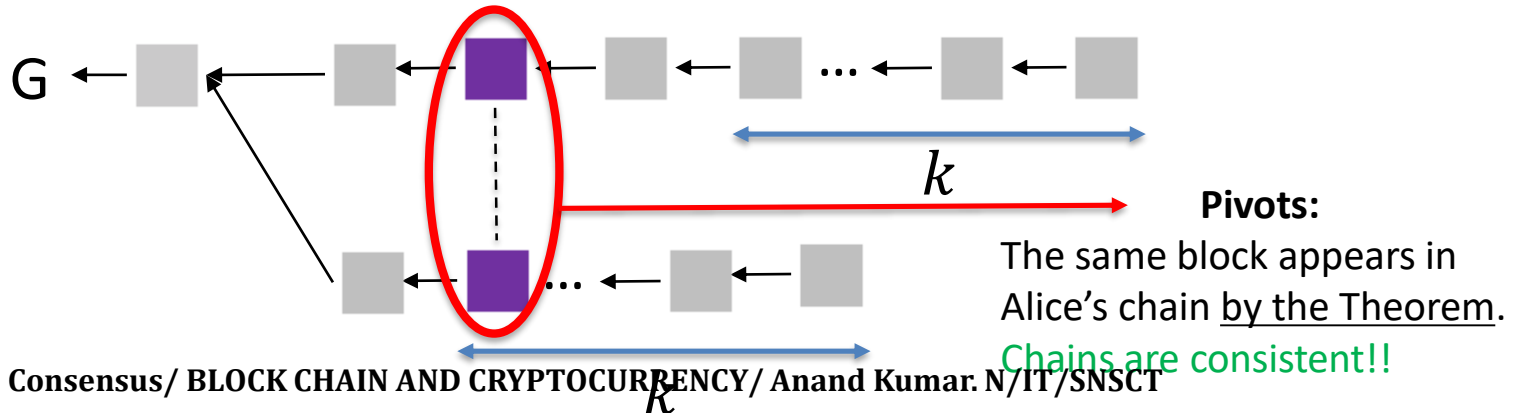 G
...
k
Pivots:
The same block appears in
Alice's chain by the Theorem.
...
Chains are consistent!!
Consensus/ BLOCK CHAIN AND CRYPTOCURRENCY/ Anand Kumar. N/IT/SNSCT
k